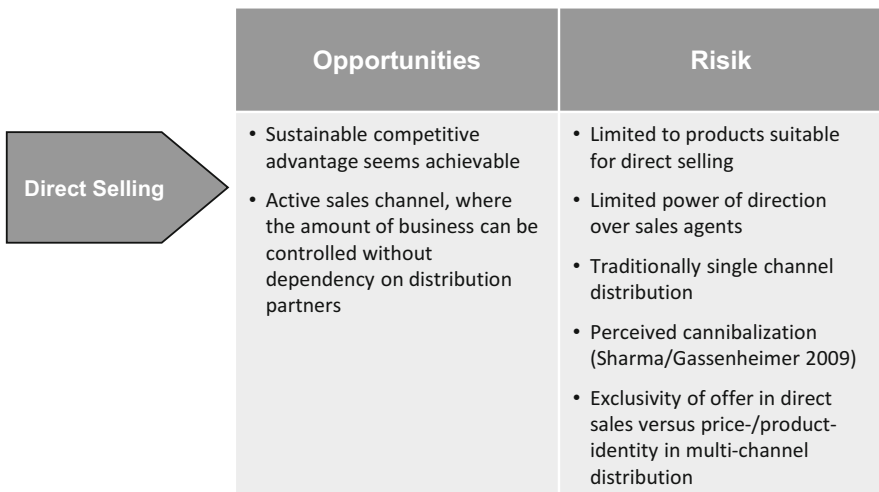 Opportunities
Risik
Direct Selling
• Sustainable competitive
advantage seems achievable
• Active sales channel, where
the amount of business can be
controlled without
dependency on distribution
partners
• Limited to products suitable
for direct selling
• Limited power of direction
over sales agents
• Traditionally single channel
distribution
• Perceived cannibalization
(Sharma/Gassenheimer 2009)
• Exclusivity of offer in direct
sales versus price-/product-
identity in multi-channel
distribution